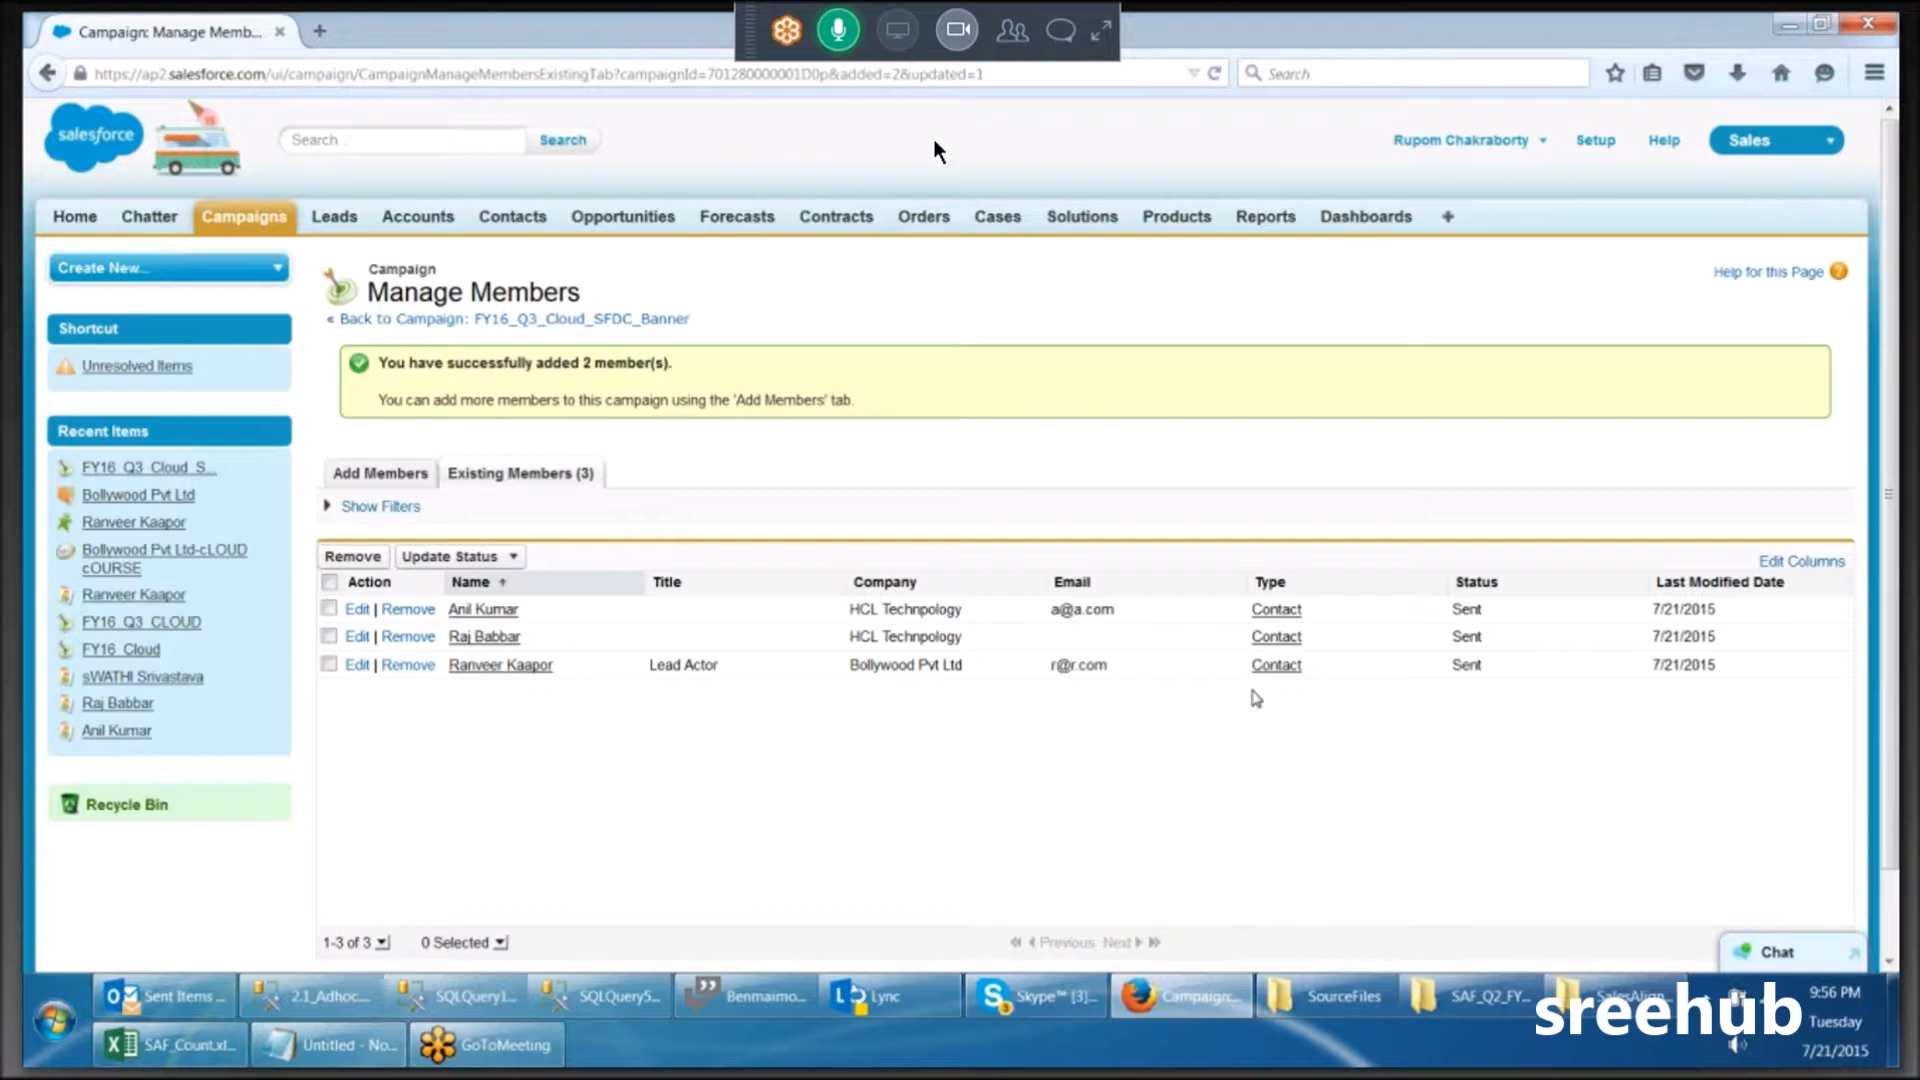 Campaign: Manage Memb...
https://ap2.salesforce.com/ui/campaign/CampaignManageMembersExistingTab?campaignId=701280000001D0p&added=2&updated=1
Search
salesforce
Search...
Search
Rupom Chakraborty
Setup
Help
Sales
Home
Chatter
Campaigns
Leads
Accounts
Contacts
Opportunities
Forecasts
Contracts
Orders
Cases
Solutions
Products
Reports
Dashboards
+
Create New...
Shortcut
Unresolved Items
Recent Items
FY16_Q3_Cloud_S...
Bollywood Pvt Ltd
Ranveer Kaapor
Bollywood Pvt Ltd-cLOUD
cOURSE
Ranveer Kaapor
FY16_Q3_CLOUD
FY16_Cloud
sWATHI Srivastava
Raj Babbar
Anil Kumar
Recycle Bin
Campaign
Manage Members
« Back to Campaign: FY16_Q3_Cloud_SFDC_Banner
Help for this Page
You have successfully added 2 member(s).
You can add more members to this campaign using the 'Add Members' tab.
Add Members
Existing Members (3)
Show Filters
Remove
Update Status
Edit Columns
Action Name Title Company Email Type Status Last Modified Date
Edit | Remove Anil Kumar HCL Technpology a@a.com Contact Sent 7/21/2015
Edit | Remove Raj Babbar HCL Technpology Contact Sent 7/21/2015
Edit | Remove Ranveer Kaapor Lead Actor Bollywood Pvt Ltd r@r.com Contact Sent 7/21/2015
1-3 of 3
0 Selected
Previous Next
Chat
Sent Items ...
2.1_Adhoc...
SQLQuery1...
SQLQuery5...
Benmaimo...
Lync
Skype™ [3]...
Campaign:...
SourceFiles
SAF_Q2_FY...
SalesAlign...
9:56 PM
Tuesday
7/21/2015
SAF_Count.xl...
Untitled - No...
GoToMeeting
sreehub